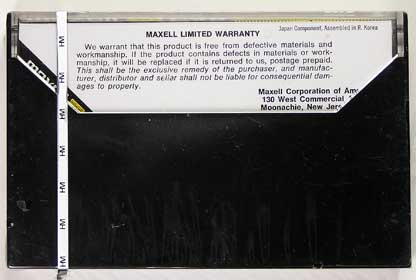 Japan Component, Assembled in R. Korea
MAXELL LIMITED WARRANTY
We warrant that this product is free from defective materials and
workmanship. If the product contains defects in materials or work-
manship, it will be replaced if it is returned to us, postage prepaid.
This shall be the exclusive remedy of the purchaser, and manufac-
turer, distributor and seller shall not be liable for consequential dam-
ages to property.
Maxell Corporation of Am
130 West Commercial
Moonachie, New Jer
HM
HM
HM
HM
HM
HM
HM